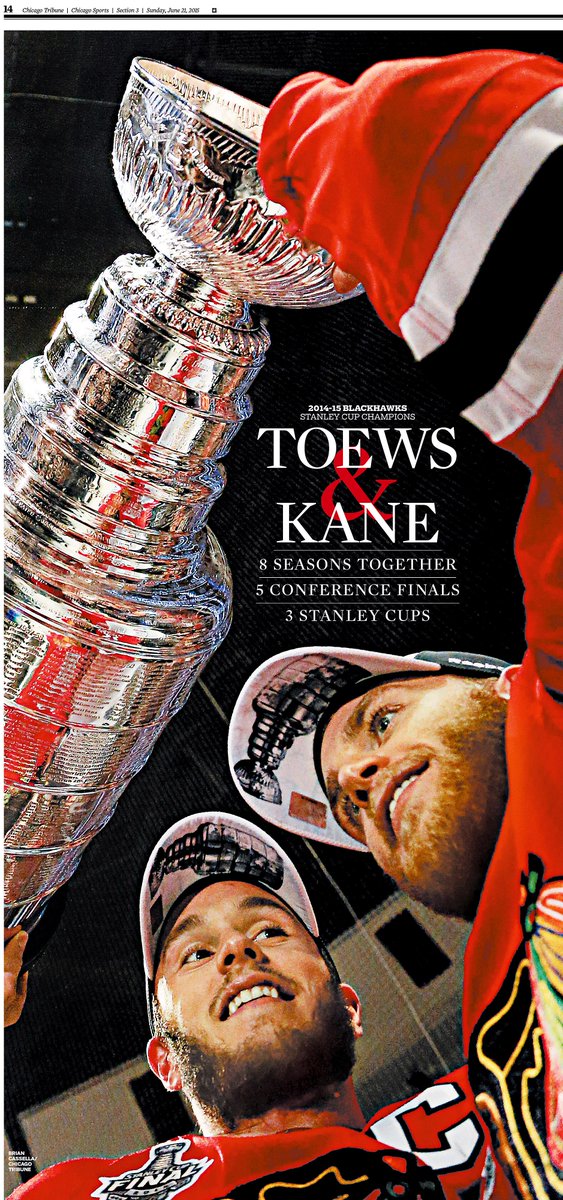 14 Chicago Tribune | Chicago Sports | Section 3 | Sunday, June 21, 2015
2014-15 BLACKHAWKS
STANLEY CUP CHAMPIONS
TOEWS
&
KANE
8 SEASONS TOGETHER
5 CONFERENCE FINALS
3 STANLEY CUPS
C
FINAL
BRIAN
CASSELLA/
CHICAGO
TRIBUNE